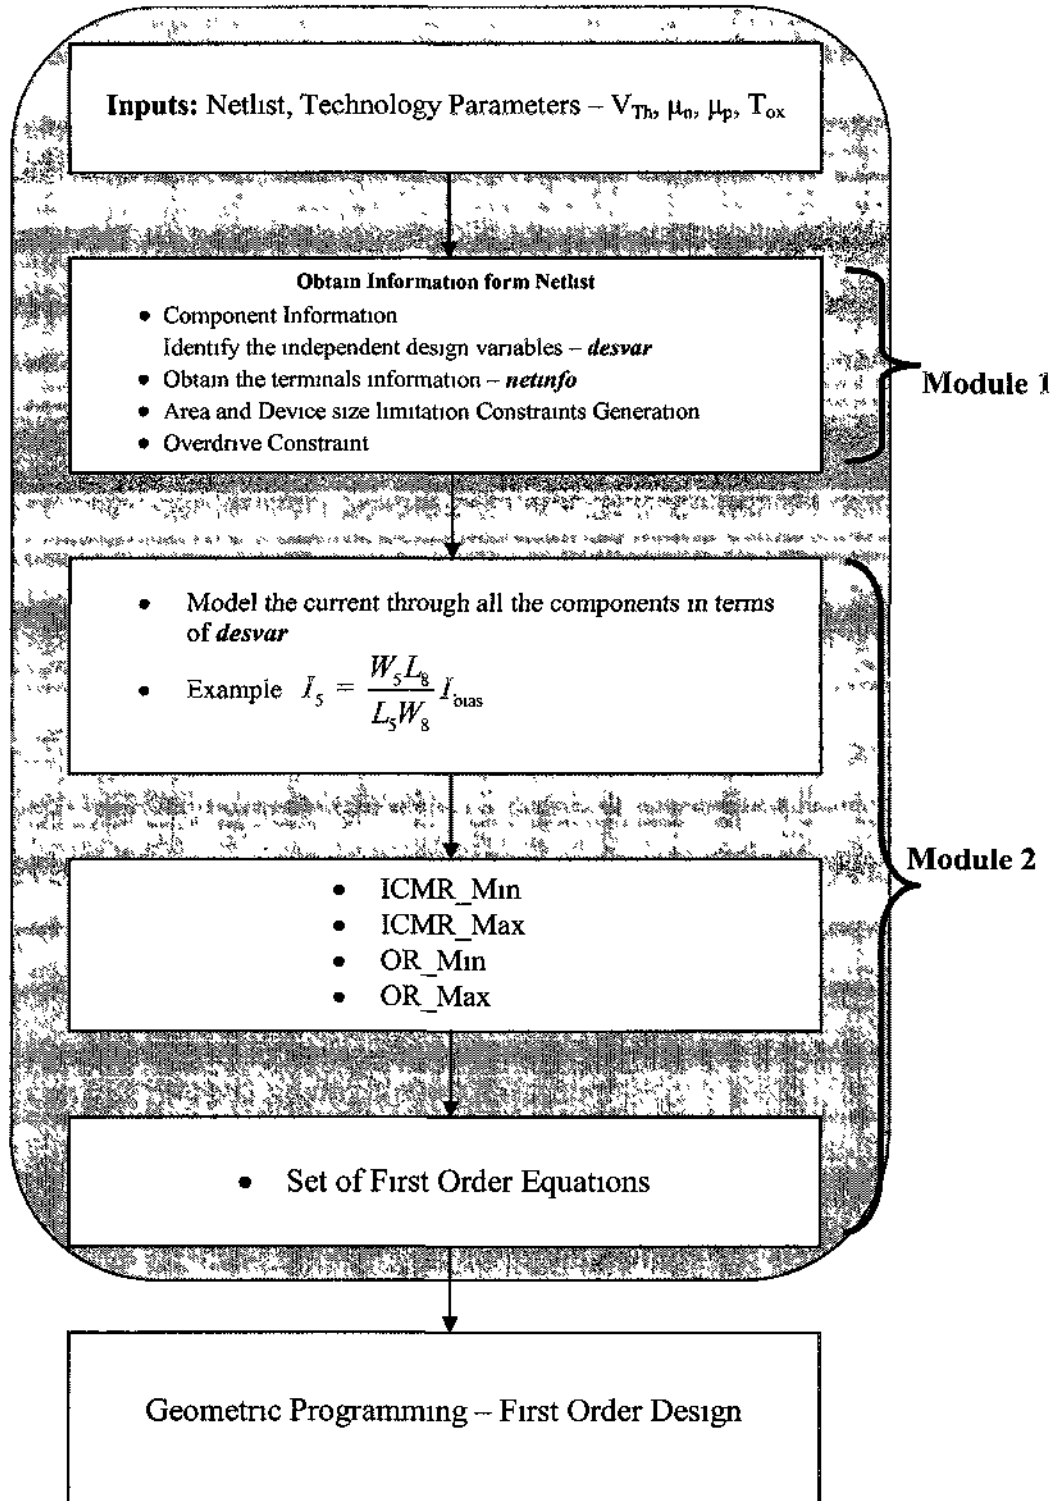 Inputs: Netlist, Technology Parameters – V_Th, μ_n, μ_p, T_ox
Obtain Information form Netlist
• Component Information
Identify the independent design variables – desvar
• Obtain the terminals information – netinfo
• Area and Device size limitation Constraints Generation
• Overdrive Constraint
Module 1
• Model the current through all the components in terms
of desvar
• Example I_5 = \frac{W_5 L_8}{L_5 W_8} I_bias
• ICMR_Min
• ICMR_Max
• OR_Min
• OR_Max
Module 2
• Set of First Order Equations
Geometric Programming – First Order Design